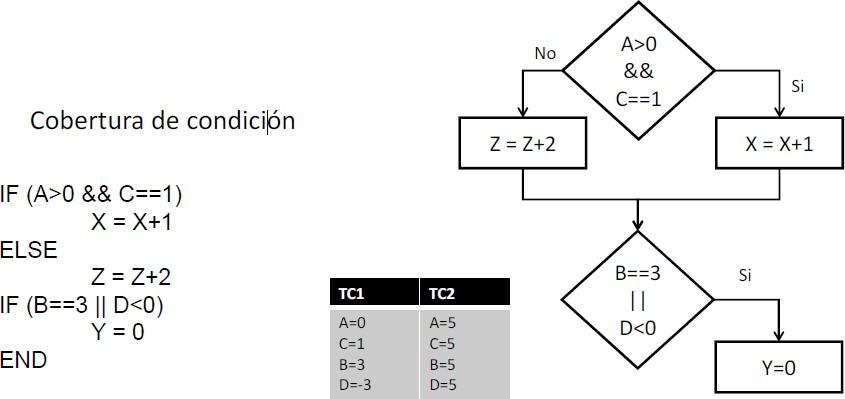 Cobertura de condición
IF (A>0 && C==1)
X = X+1
ELSE
Z = Z+2
IF (B==3 || D<0)
Y = 0
END
TC1 TC2
A=0 A=5
C=1 C=5
B=3 B=5
D=-3 D=5
A>0
&&
C==1
No
Si
Z = Z+2
X = X+1
B==3
||
D<0
Si
Y=0